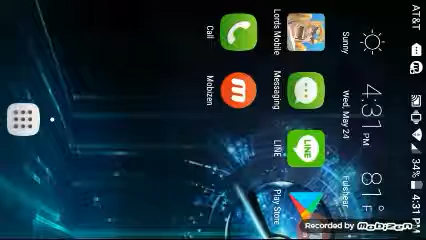 AT&T
34% 4:31 PM
4:31 PM
81° F
Sunny
Wed, May 24
Fulshear
Lords Mobile
Messaging
LINE
LINE
Play Store
Call
Mobizen
Recorded by Mobizen